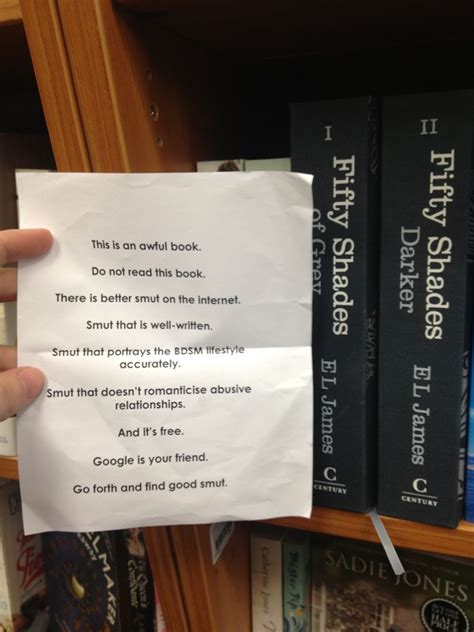 This is an awful book.
Do not read this book.
There is better smut on the internet.
Smut that is well-written.
Smut that portrays the BDSM lifestyle
accurately.
Smut that doesn't romanticise abusive
relationships.
And it's free.
Google is your friend.
Go forth and find good smut.
I
Fifty Shades
of Grey
EL James
C
CENTURY
II
Fifty Shades
Darker
EL James
C
CENTURY
SADIE JONES
HALF
PRICE